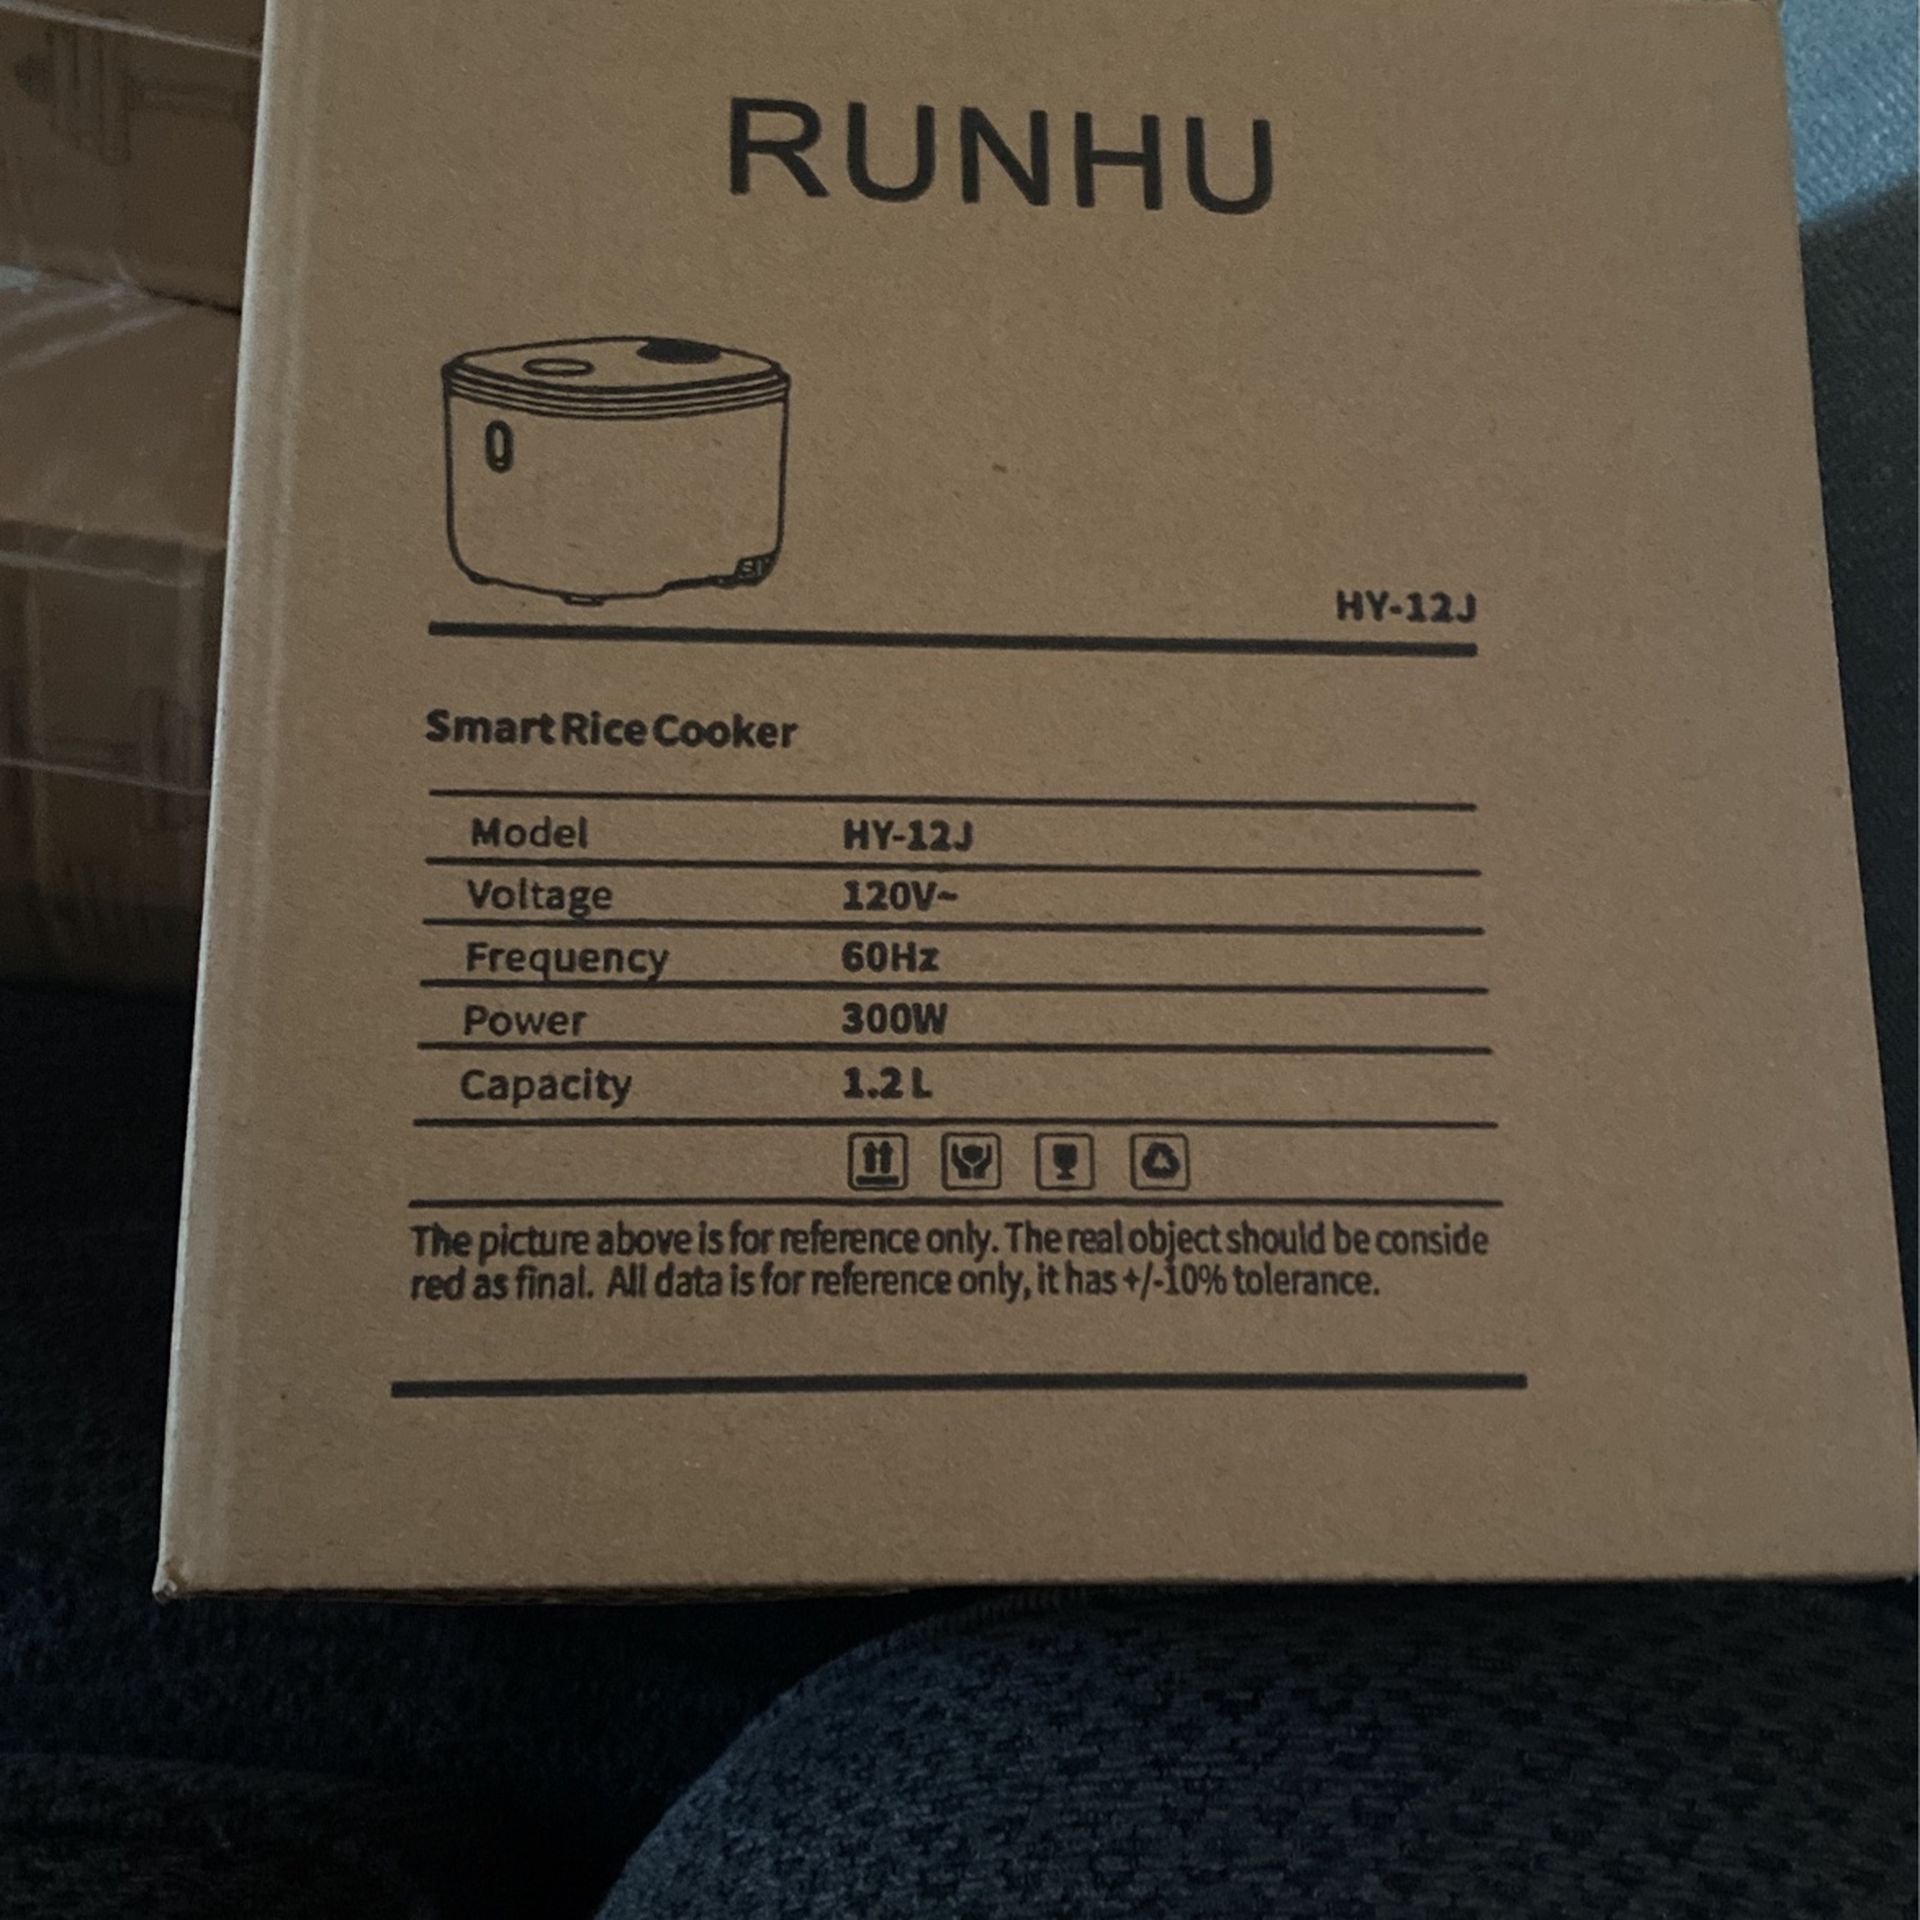 RUNHU
HY-12J
Smart Rice Cooker
Model HY-12J
Voltage 120V~
Frequency 60Hz
Power 300W
Capacity 1.2 L
The picture above is for reference only. The real object should be conside
red as final. All data is for reference only, it has +/-10% tolerance.